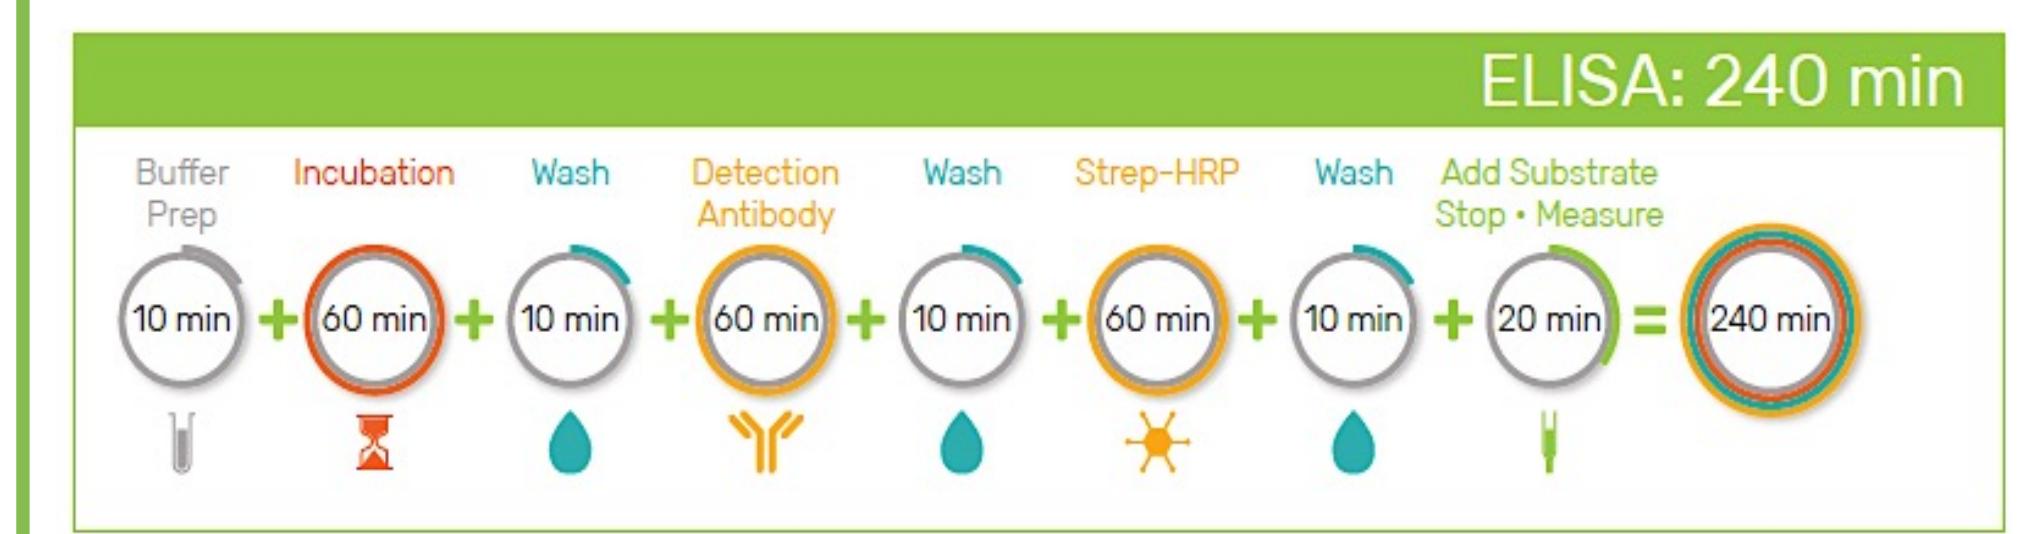 ELISA: 240 min
Buffer Prep
Incubation
Wash
Detection Antibody
Wash
Strep-HRP
Wash
Add Substrate
Stop • Measure
10 min + 60 min + 10 min + 60 min + 10 min + 60 min + 10 min + 20 min = 240 min